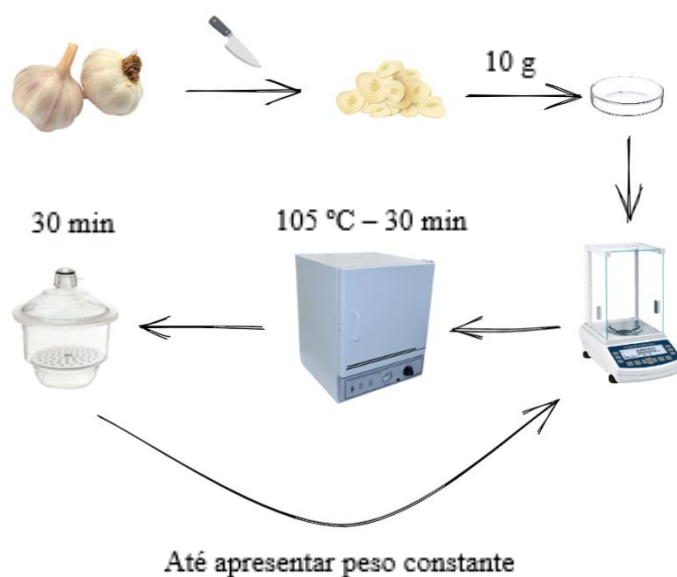 10 g
30 min
105 ºC – 30 min
Até apresentar peso constante